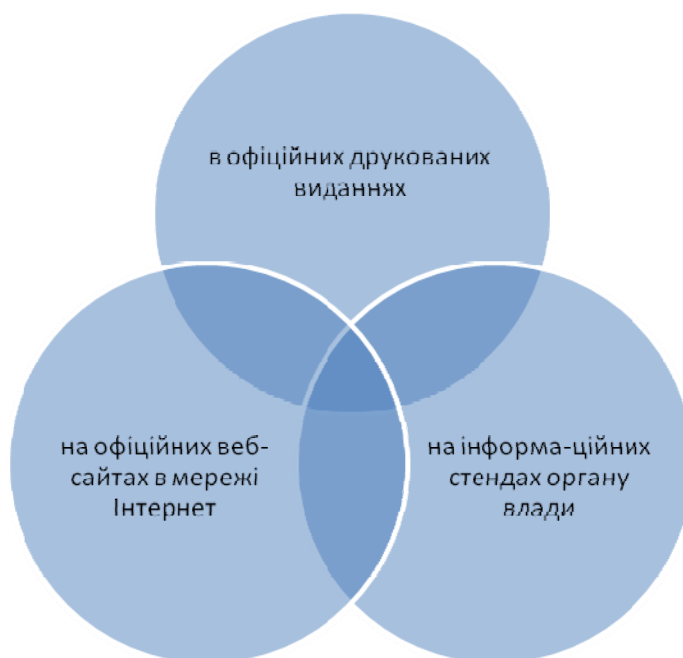 в офіційних друкованих
виданнях
на офіційних веб-
сайтах в мережі
Інтернет
на інформа-ційних
стендах органу
влади